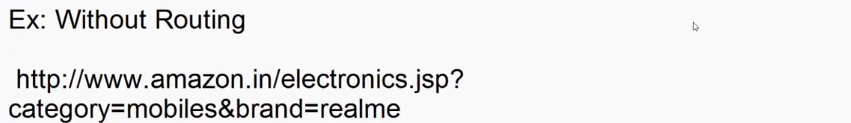 Ex: Without Routing
http://www.amazon.in/electronics.jsp?
category=mobiles&brand=realme